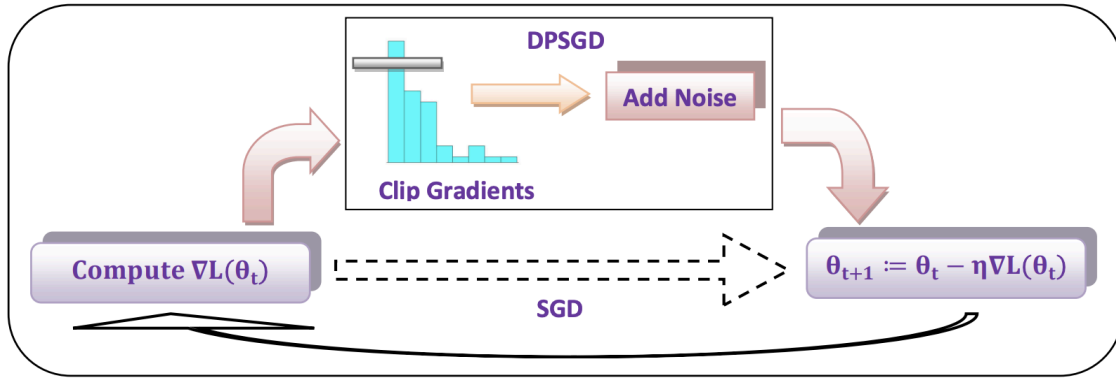 DPSGD
Add Noise
Clip Gradients
Compute ∇L(θₜ)
θₜ₊₁ ≔ θₜ − η∇L(θₜ)
SGD